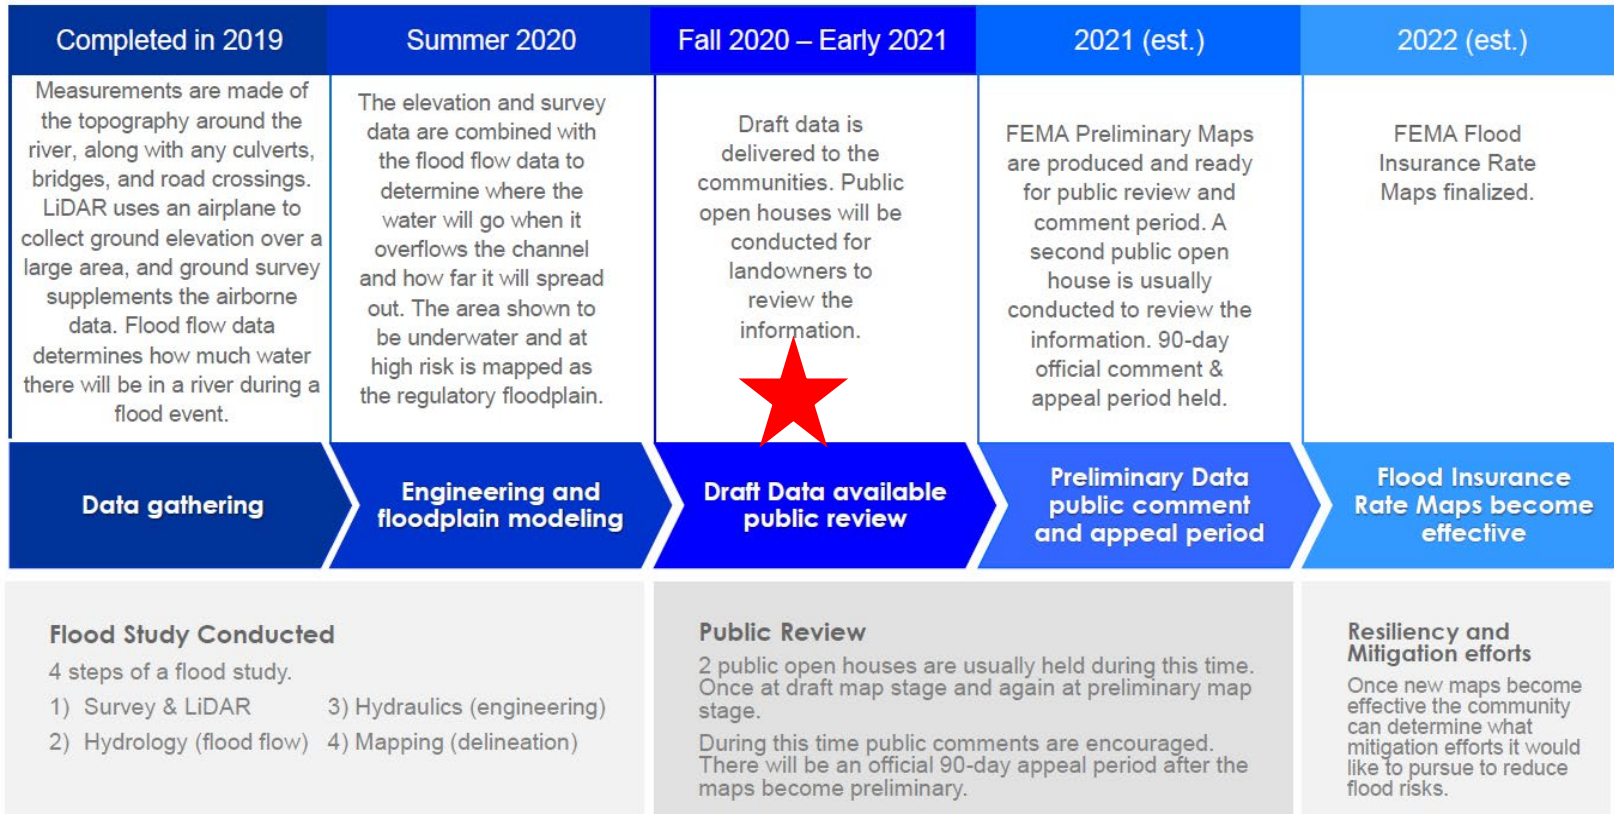 Completed in 2019
Measurements are made of
the topography around the
river, along with any culverts,
bridges, and road crossings.
LiDAR uses an airplane to
collect ground elevation over a
large area, and ground survey
supplements the airborne
data. Flood flow data
determines how much water
there will be in a river during a
flood event.
Data gathering
Summer 2020
The elevation and survey
data are combined with
the flood flow data to
determine where the
water will go when it
overflows the channel
and how far it will spread
out. The area shown to
be underwater and at
high risk is mapped as
the regulatory floodplain.
Engineering and
floodplain modeling
Fall 2020 – Early 2021
Draft data is
delivered to the
communities. Public
open houses will be
conducted for
landowners to
review the
information.
Draft Data available
public review
2021 (est.)
FEMA Preliminary Maps
are produced and ready
for public review and
comment period. A
second public open
house is usually
conducted to review the
information. 90-day
official comment &
appeal period held.
Preliminary Data
public comment
and appeal period
2022 (est.)
FEMA Flood
Insurance Rate
Maps finalized.
Flood Insurance
Rate Maps become
effective
Flood Study Conducted
4 steps of a flood study.
1) Survey & LiDAR
2) Hydrology (flood flow)
3) Hydraulics (engineering)
4) Mapping (delineation)
Public Review
2 public open houses are usually held during this time.
Once at draft map stage and again at preliminary map
stage.
During this time public comments are encouraged.
There will be an official 90-day appeal period after the
maps become preliminary.
Resiliency and
Mitigation efforts
Once new maps become
effective the community
can determine what
mitigation efforts it would
like to pursue to reduce
flood risks.